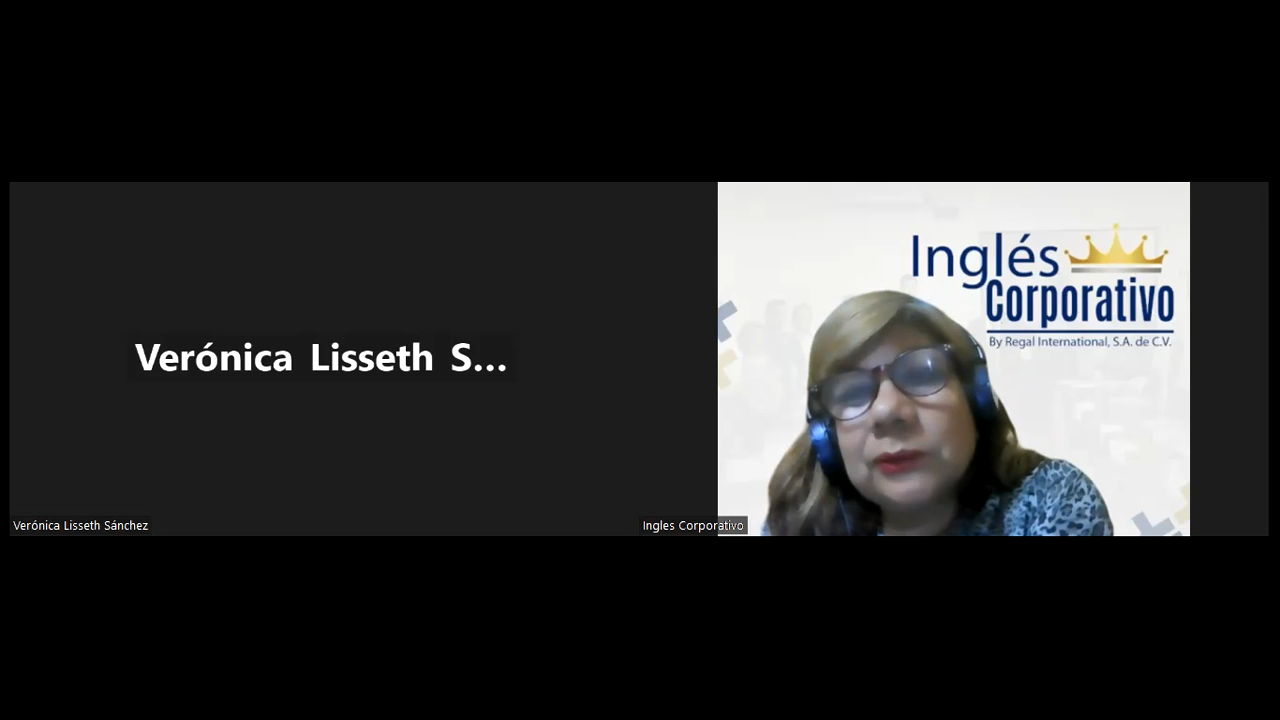 Verónica Lisseth S...
Verónica Lisseth Sánchez
Ingles Corporativo
Inglés
Corporativo
By Regal International, S.A. de C.V.